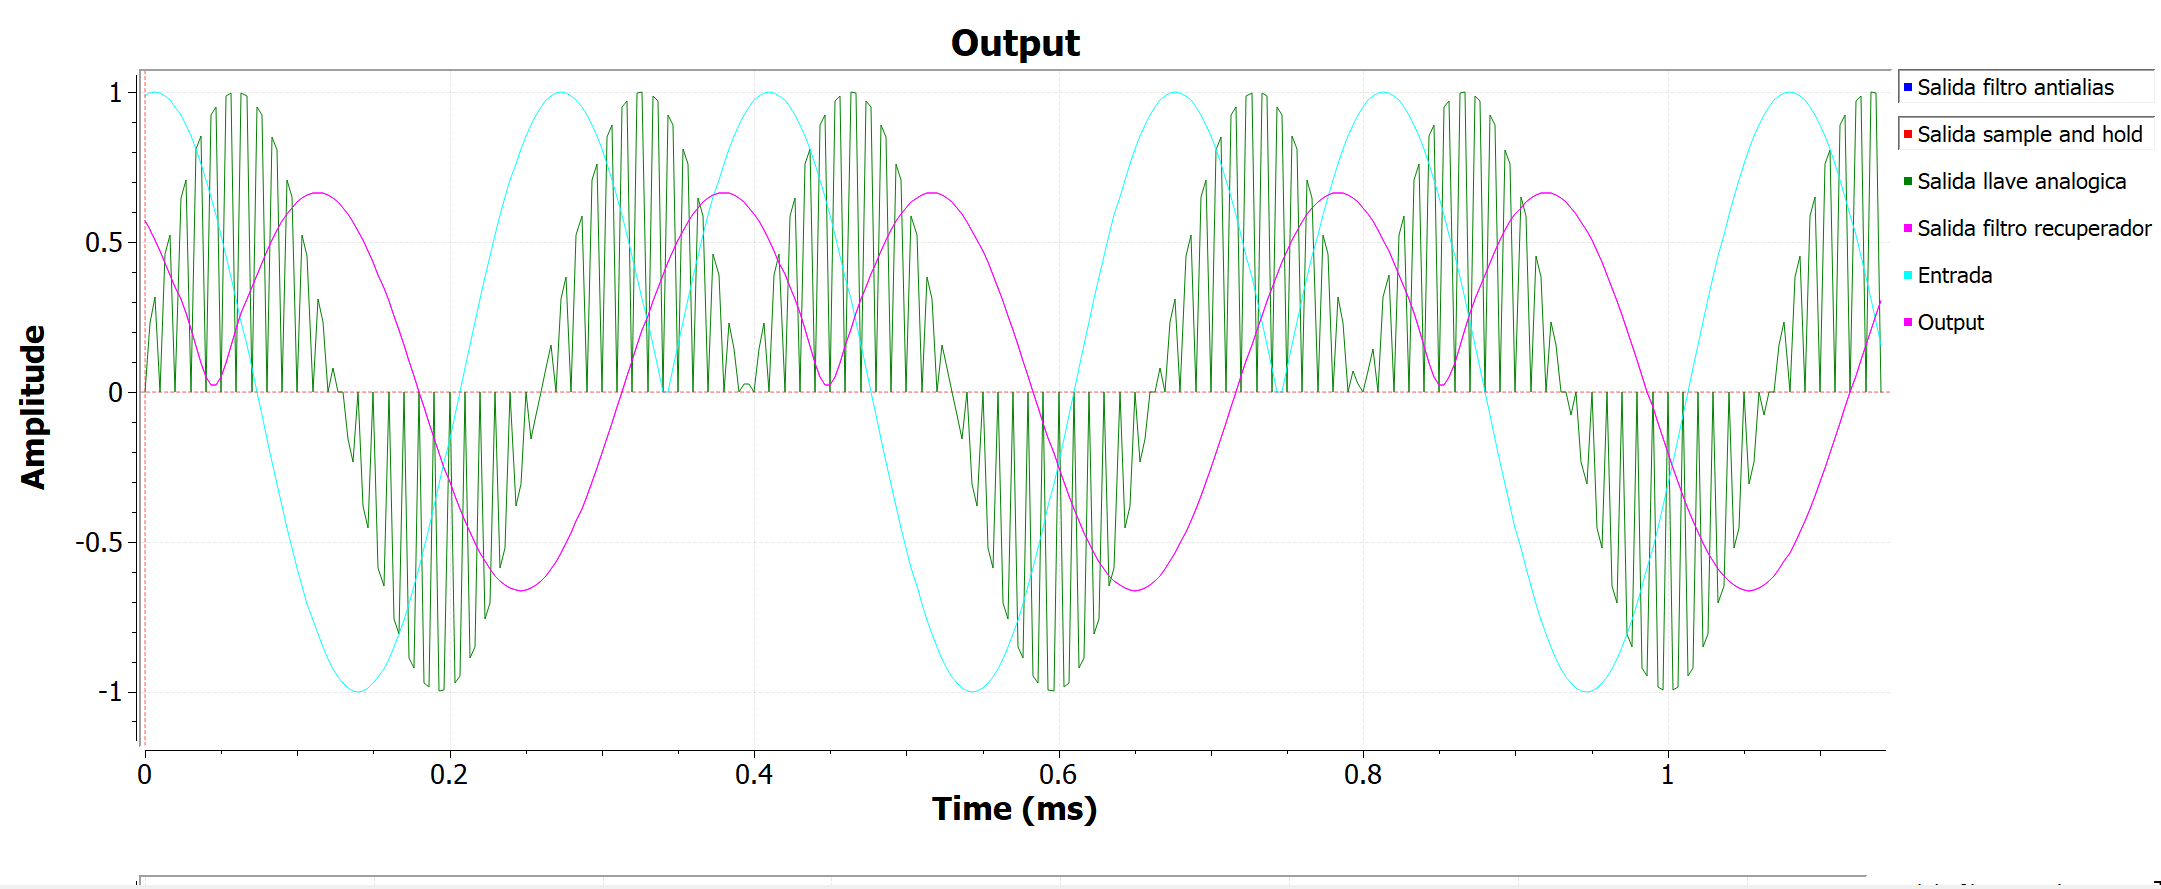 Output
Amplitude
1
0.5
0
-0.5
-1
0 0.2 0.4 0.6 0.8 1
Time (ms)
Salida filtro antialias
Salida sample and hold
Salida llave analogica
Salida filtro recuperador
Entrada
Output